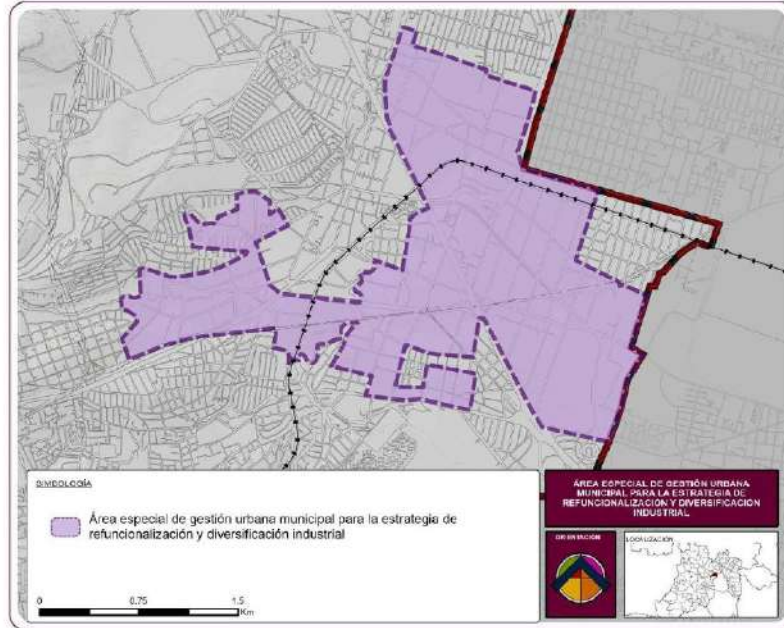 SIMBOLOGÍA
Área especial de gestión urbana municipal para la estrategia de
refuncionalización y diversificación industrial
0 0.75 1.5
Km
ÁREA ESPECIAL DE GESTIÓN URBANA
MUNICIPAL PARA LA ESTRATEGIA DE
REFUNCIONALIZACIÓN Y DIVERSIFICACIÓN
INDUSTRIAL
ORIENTACIÓN
LOCALIZACIÓN